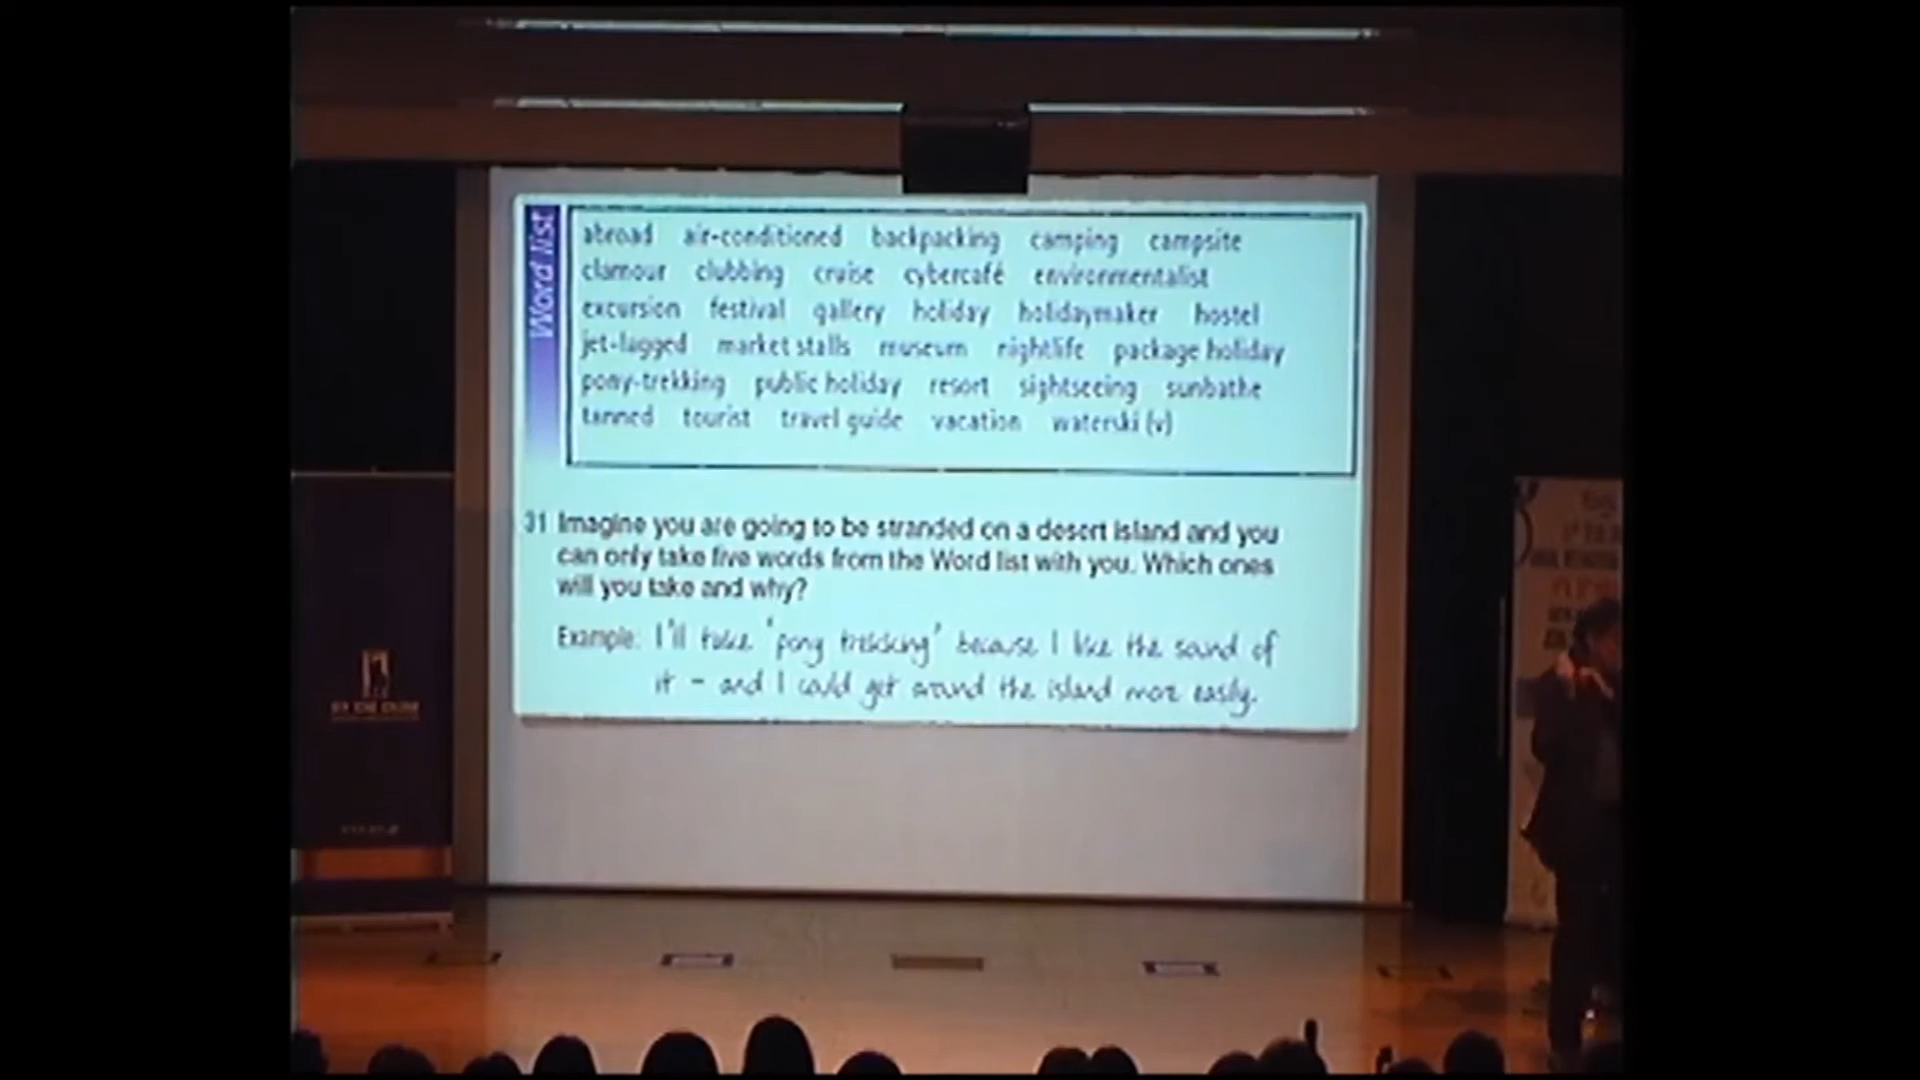 Word list
abroad air-conditioned backpacking camping campsite
clamour clubbing cruise cybercafé environmentalist
excursion festival gallery holiday holidaymaker hostel
jet-lagged market stalls museum nightlife package holiday
pony-trekking public holiday resort sightseeing sunbathe
tanned tourist travel guide vacation waterski (v)
31 Imagine you are going to be stranded on a desert island and you
can only take five words from the Word list with you. Which ones
will you take and why?
Example: I'll take 'pony trekking' because I like the sound of
it - and I could get around the island more easily.